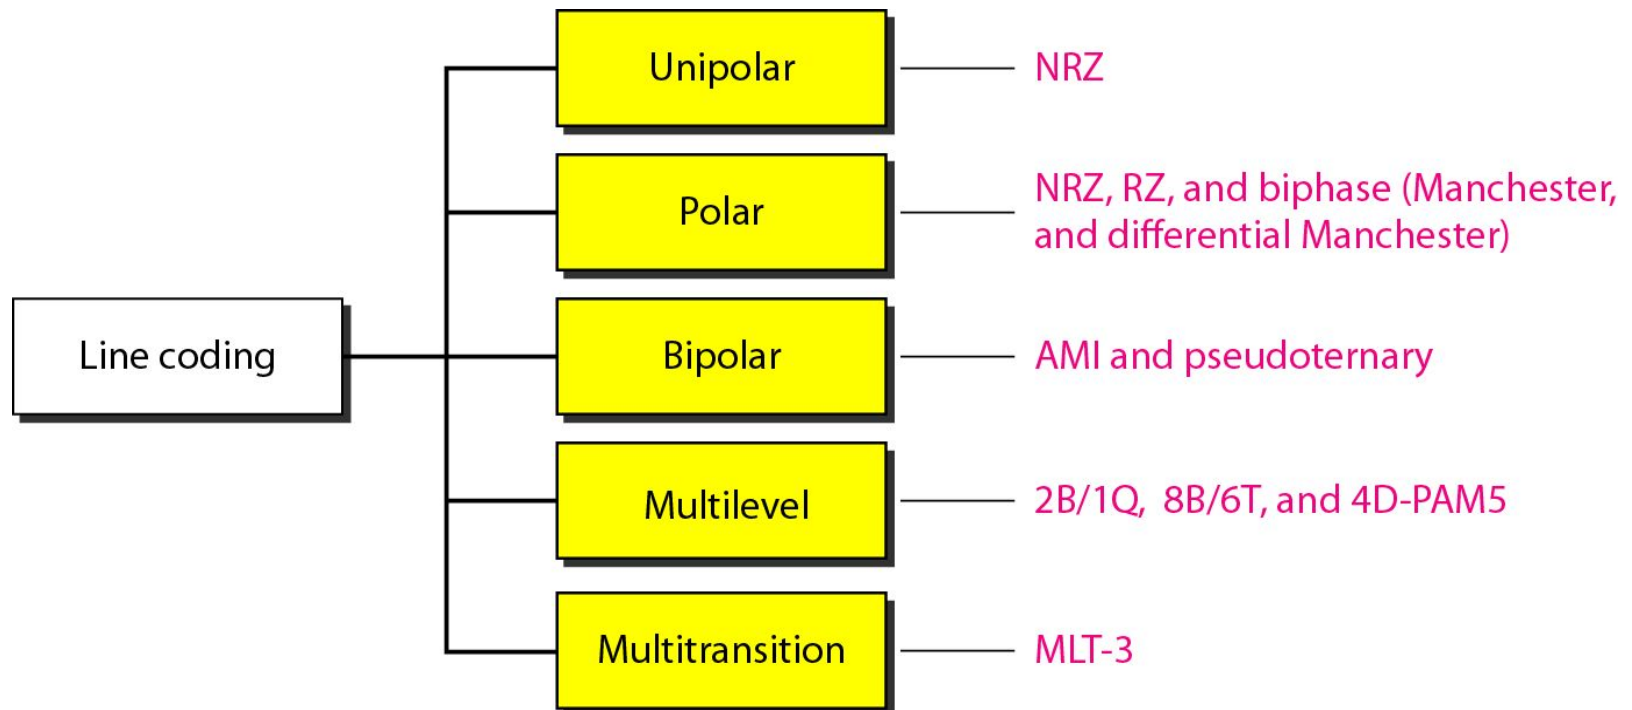 Unipolar
NRZ
Polar
NRZ, RZ, and biphase (Manchester,
and differential Manchester)
Line coding
Bipolar
AMI and pseudoternary
Multilevel
2B/1Q, 8B/6T, and 4D-PAM5
Multitransition
MLT-3